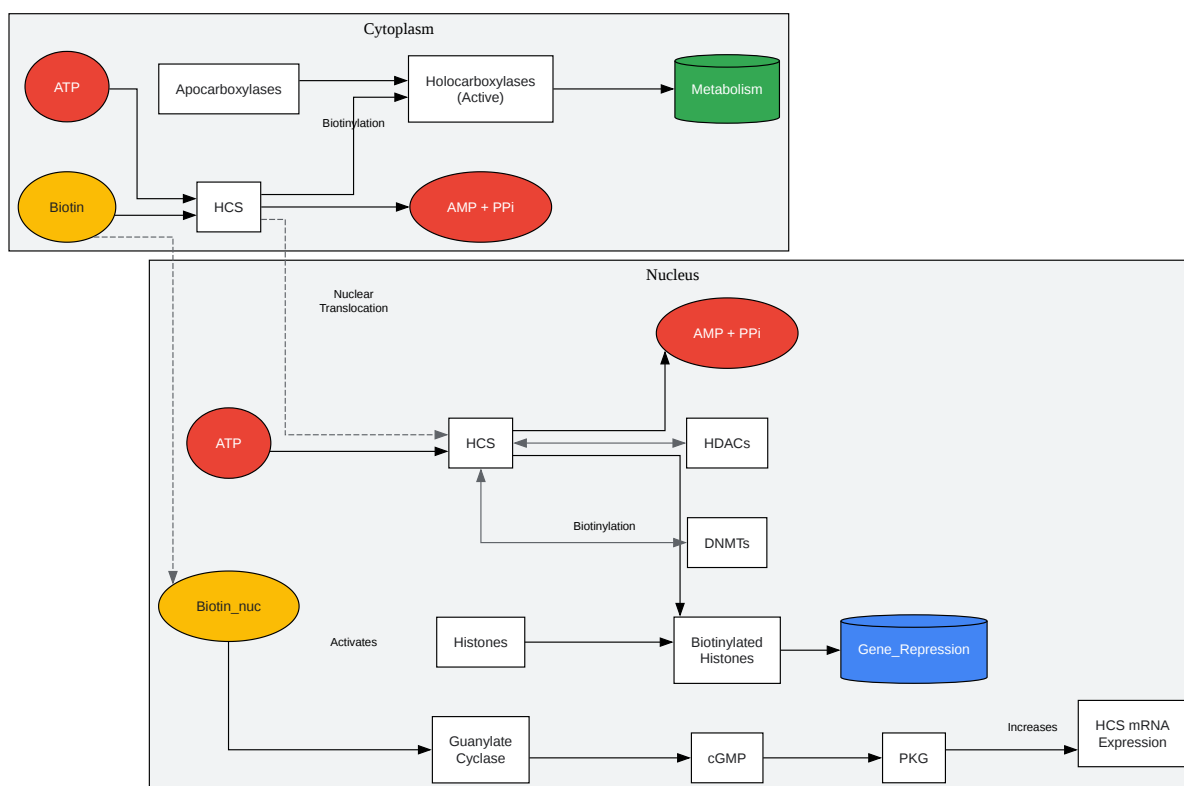 Cytoplasm
ATP
Apocarboxylases
Holocarboxylases
(Active)
Metabolism
Biotinylation
Biotin
HCS
AMP + PPi
Nucleus
Nuclear
Translocation
AMP + PPi
ATP
HCS
HDACs
Biotinylation
DNMTs
Biotin_nuc
Activates
Histones
Biotinylated
Histones
Gene_Repression
Guanylate
Cyclase
cGMP
PKG
Increases
HCS mRNA
Expression